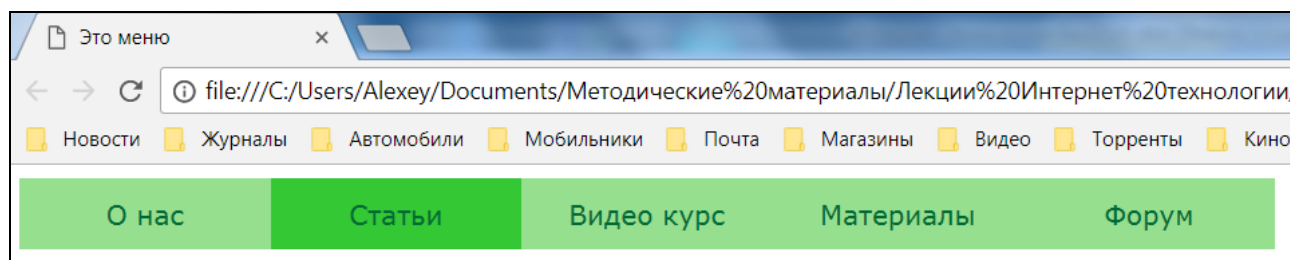 Это меню
file:///C:/Users/Alexey/Documents/Методические%20материалы/Лекции%20Интернет%20технологии/
Новости Журналы Автомобили Мобильники Почта Магазины Видео Торренты Кино
О нас Статьи Видео курс Материалы Форум